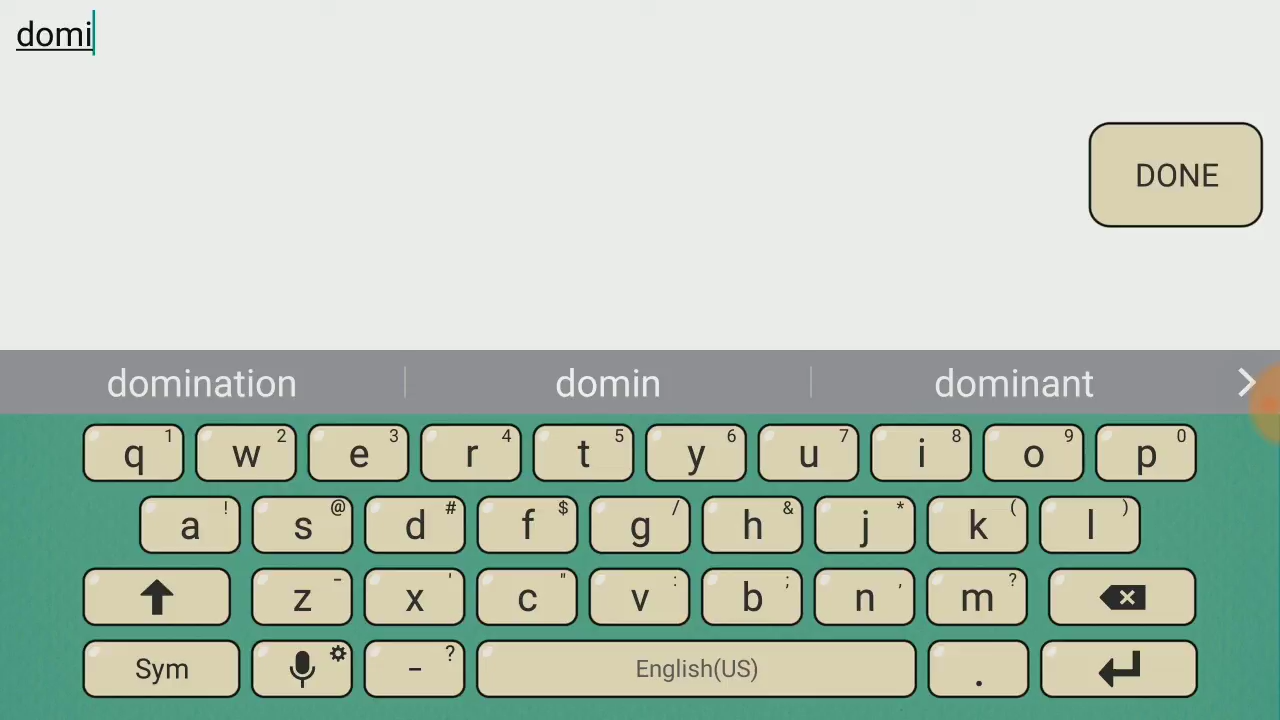 domi
DONE
domination domin dominant
q 1 w 2 e 3 r 4 t 5 y 6 u 7 i 8 o 9 p 0
a ! s @ d # f $ g / h & j * k ( l )
z - x ' c " v : b ; n , m ?
Sym - ? English(US) .